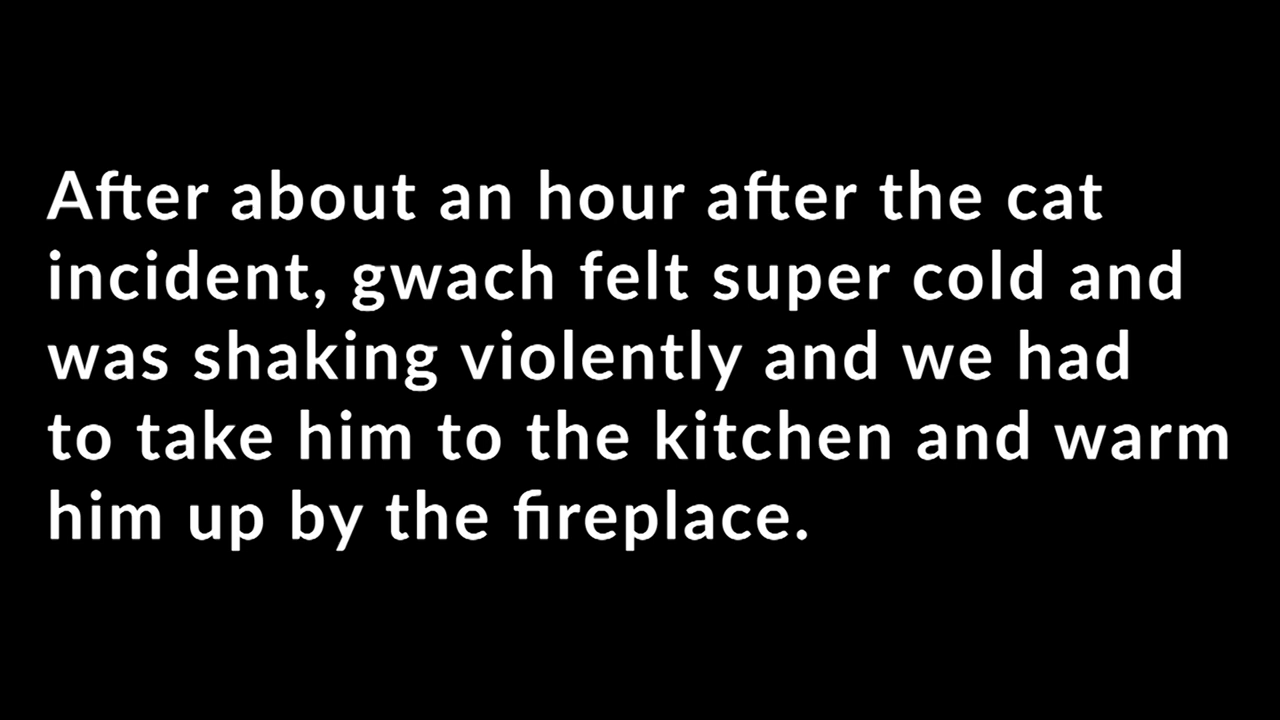 After about an hour after the cat
incident, gwach felt super cold and
was shaking violently and we had
to take him to the kitchen and warm
him up by the fireplace.